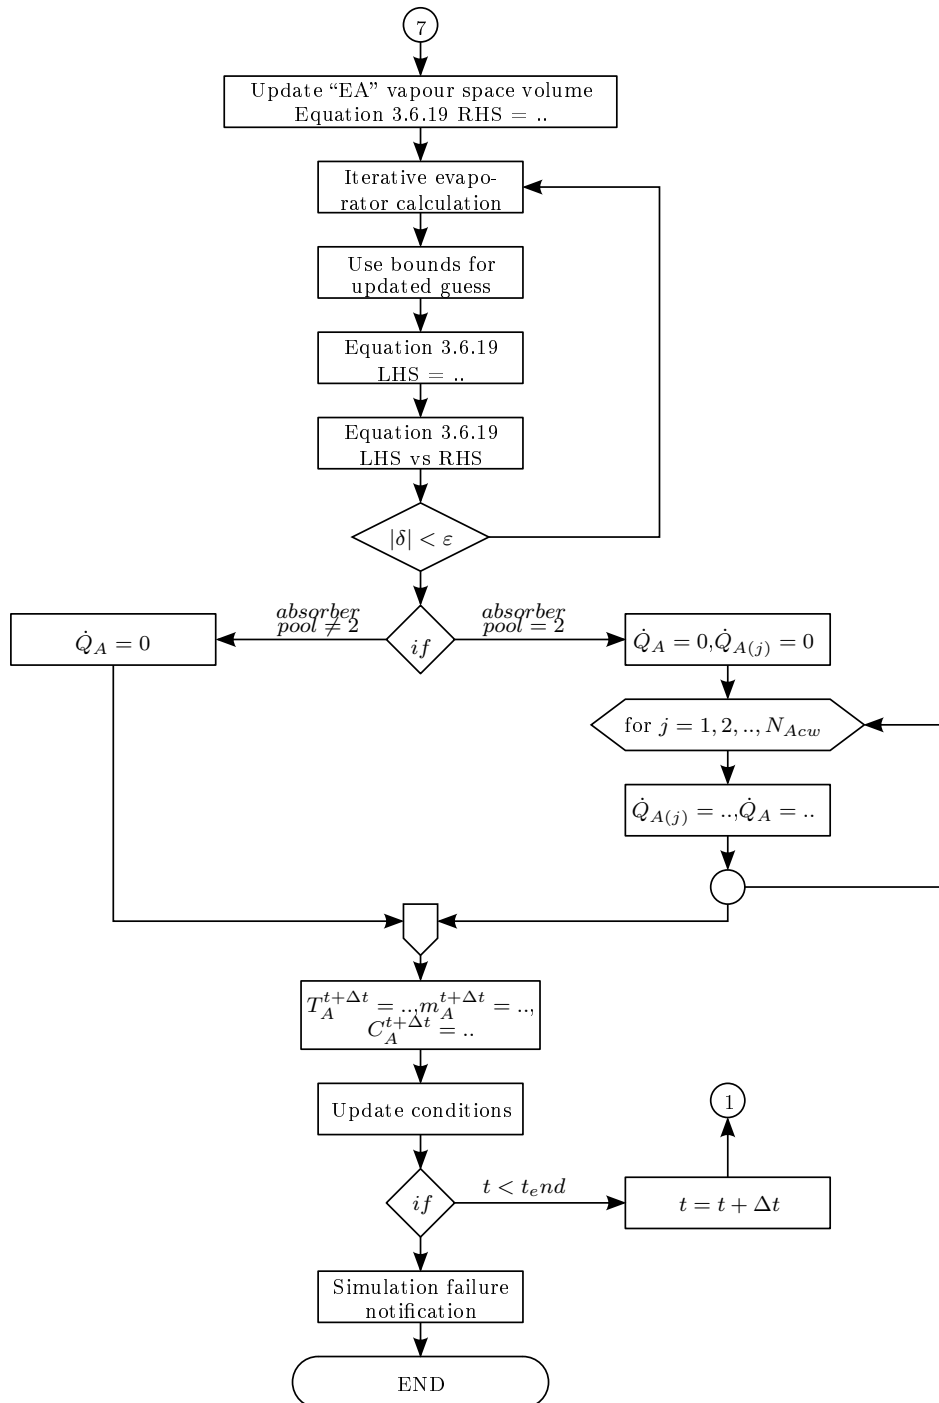 7
Update “EA” vapour space volume
Equation 3.6.19 RHS = ..
Iterative evapo-
rator calculation
Use bounds for
updated guess
Equation 3.6.19
LHS = ..
Equation 3.6.19
LHS vs RHS
|δ| < ε
absorber
pool ≠ 2
if
absorber
pool = 2
Q̇_A = 0
Q̇_A = 0,Q̇_{A(j)} = 0
for j = 1, 2, .., N_{Acw}
Q̇_{A(j)} = ..,Q̇_A = ..
T_A^{t+Δt} = ..,m_A^{t+Δt} = ..,
C_A^{t+Δt} = ..
Update conditions
1
if
t < t_end
t = t + Δt
Simulation failure
notification
END